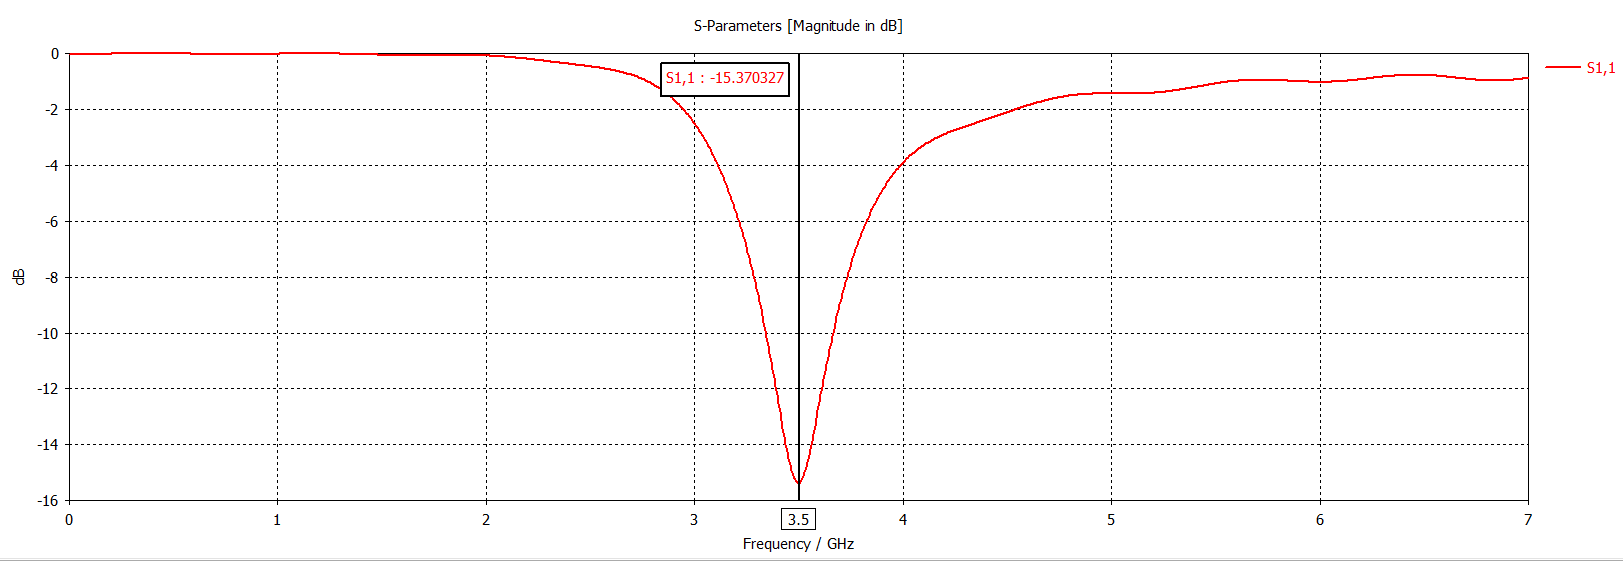 S-Parameters [Magnitude in dB]
S1,1 : -15.370327
S1,1
0
-2
-4
-6
-8
-10
-12
-14
-16
dB
0 1 2 3 3.5 4 5 6 7
Frequency / GHz